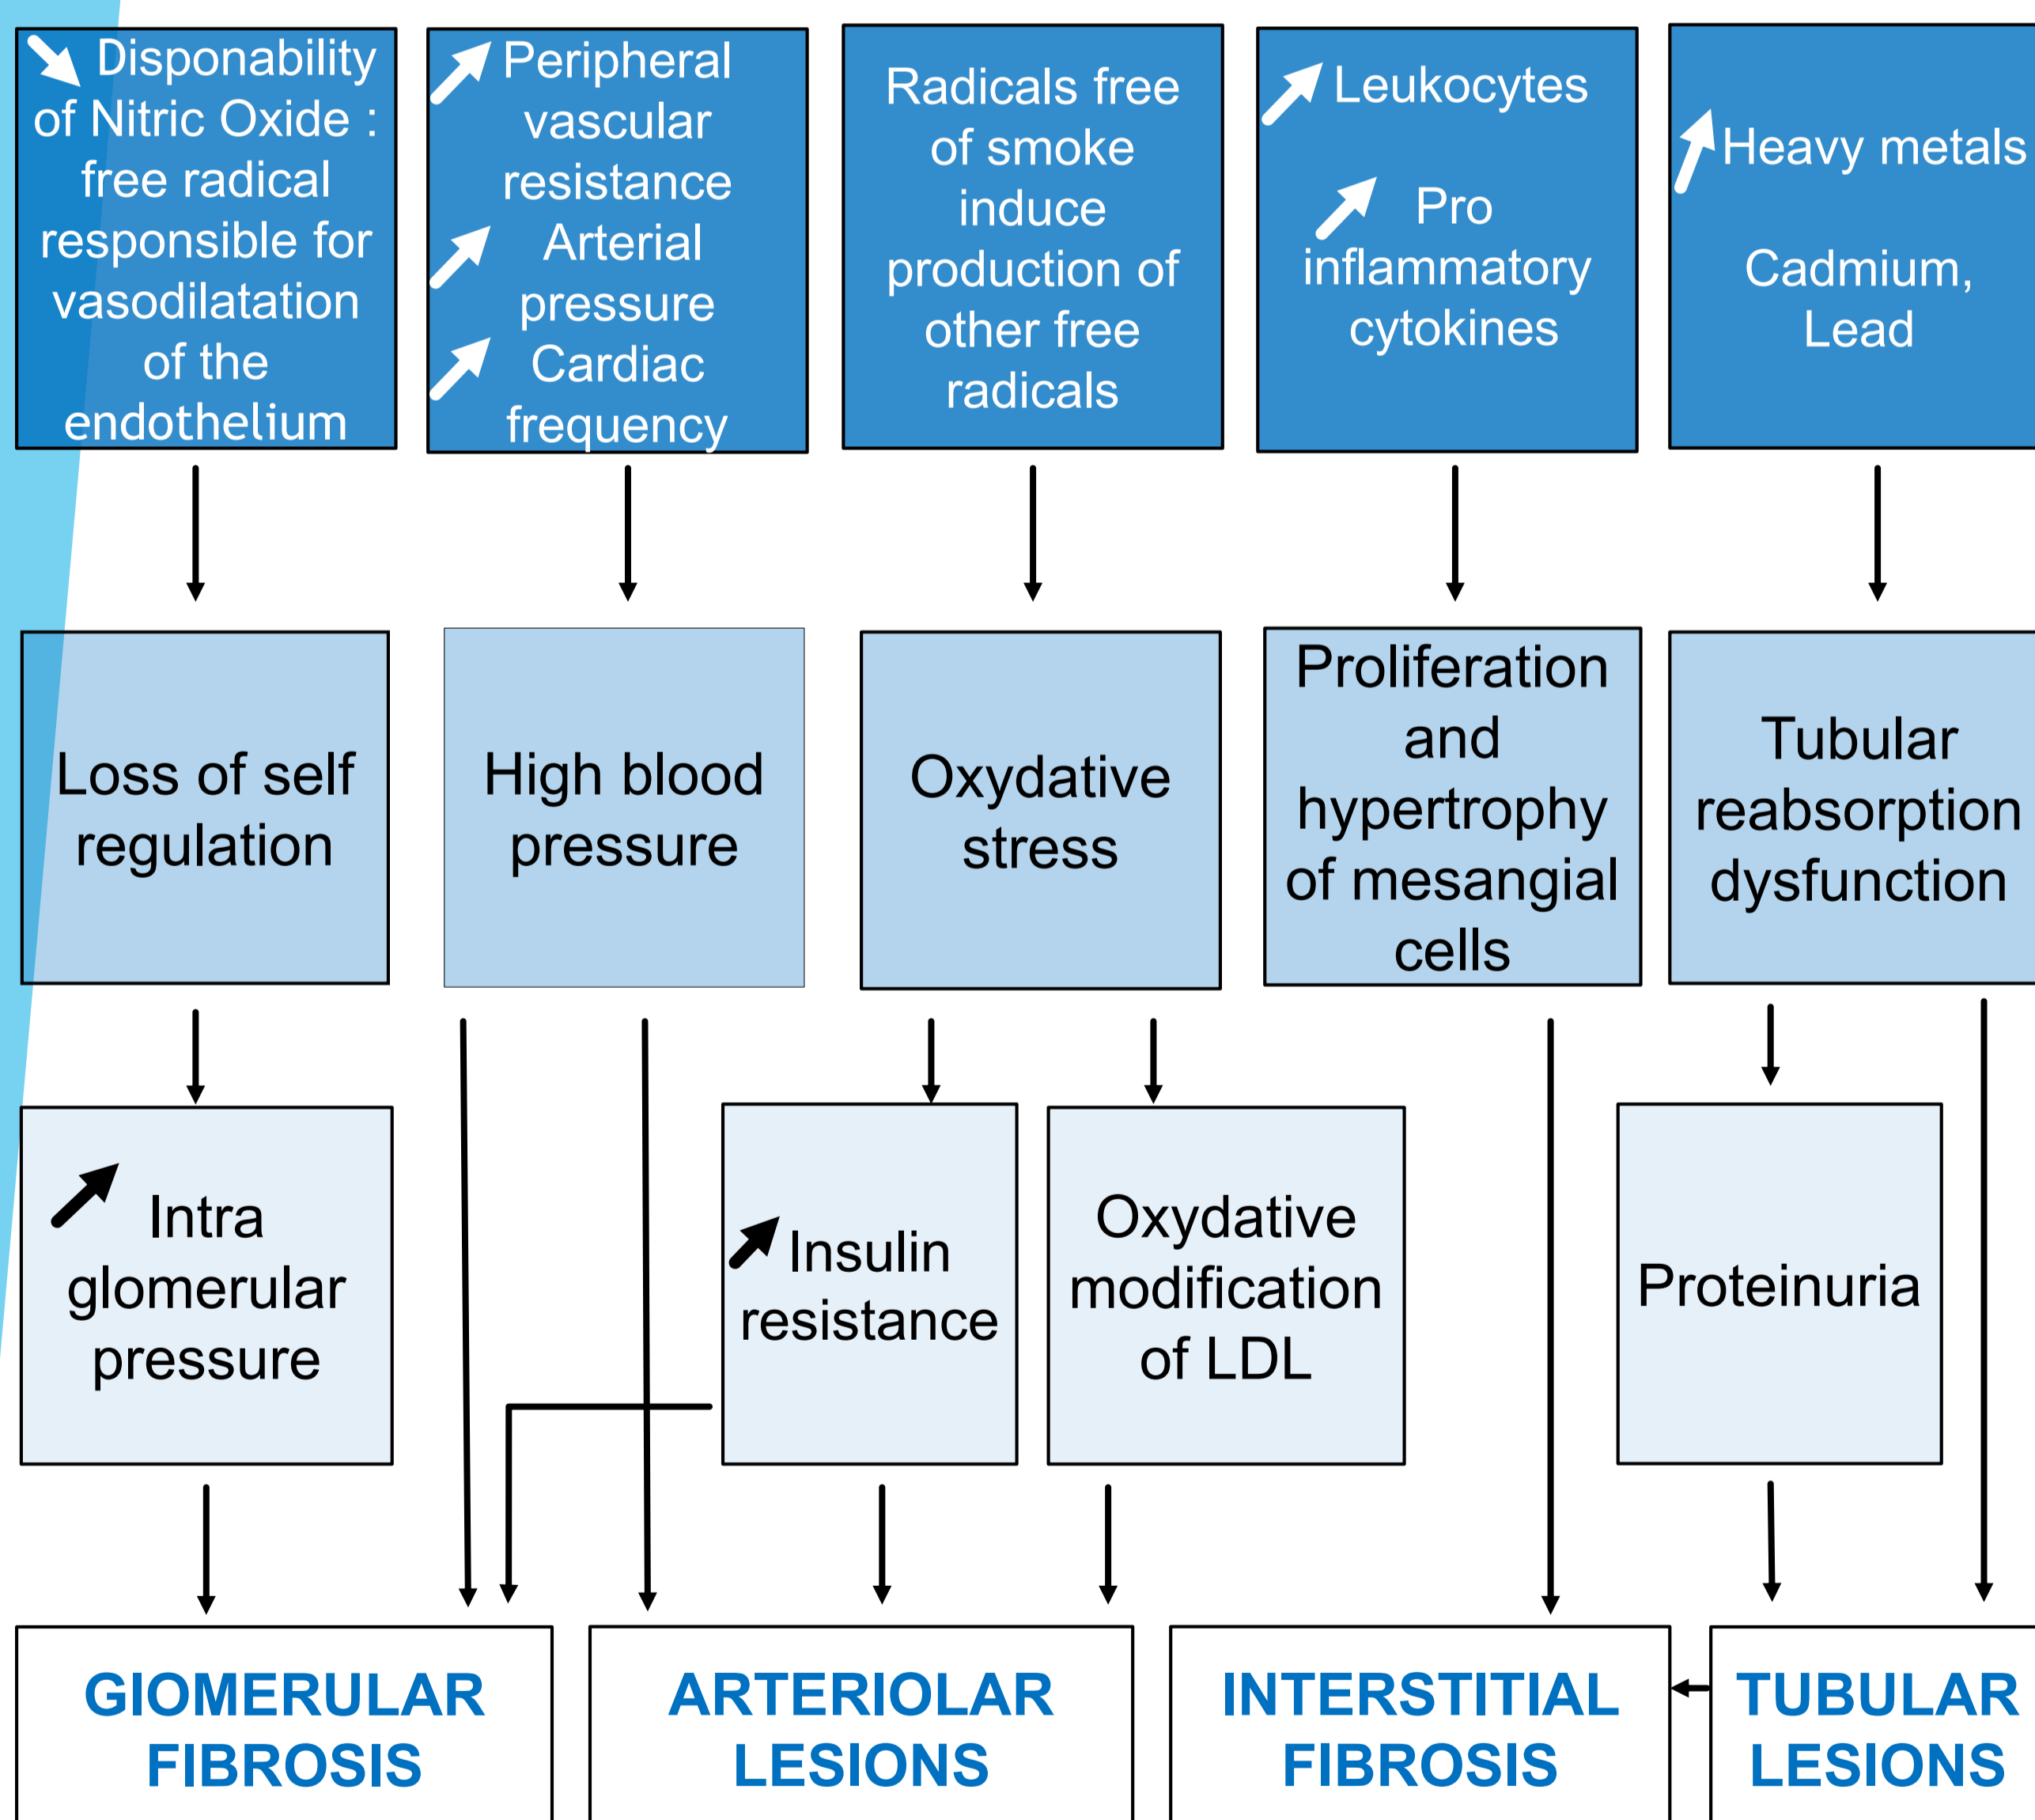 Disponability
of Nitric Oxide :
free radical
responsible for
vasodilatation
of the
endothelium
Peripheral
vascular
resistance
Arterial
pressure
Cardiac
frequency
Radicals free
of smoke
induce
production of
other free
radicals
Leukocytes
Pro
inflammatory
cytokines
Heavy metals
Cadmium,
Lead
Loss of self
regulation
High blood
pressure
Oxydative
stress
Proliferation
and
hypertrophy
of mesangial
cells
Tubular
reabsorption
dysfunction
Intra
glomerular
pressure
Insulin
resistance
Oxydative
modification
of LDL
Proteinuria
GIOMERULAR
FIBROSIS
ARTERIOLAR
LESIONS
INTERSTITIAL
FIBROSIS
TUBULAR
LESIONS